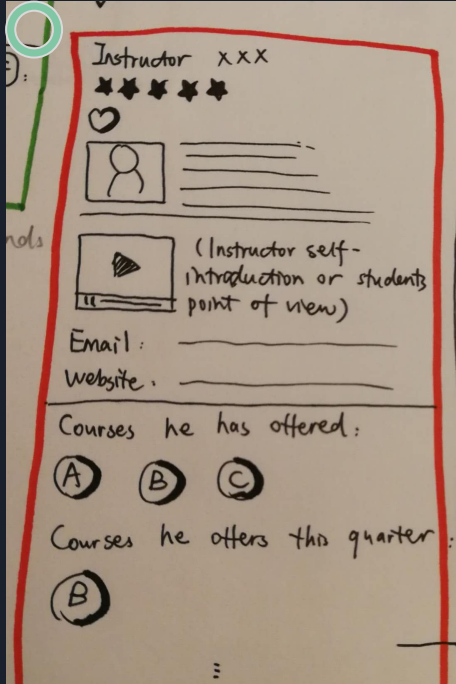 Instructor xxx
nds
(Instructor self-
introduction or students
point of view)
Email:
Website.
Courses he has offered:
A B C
Courses he offers this quarter:
B